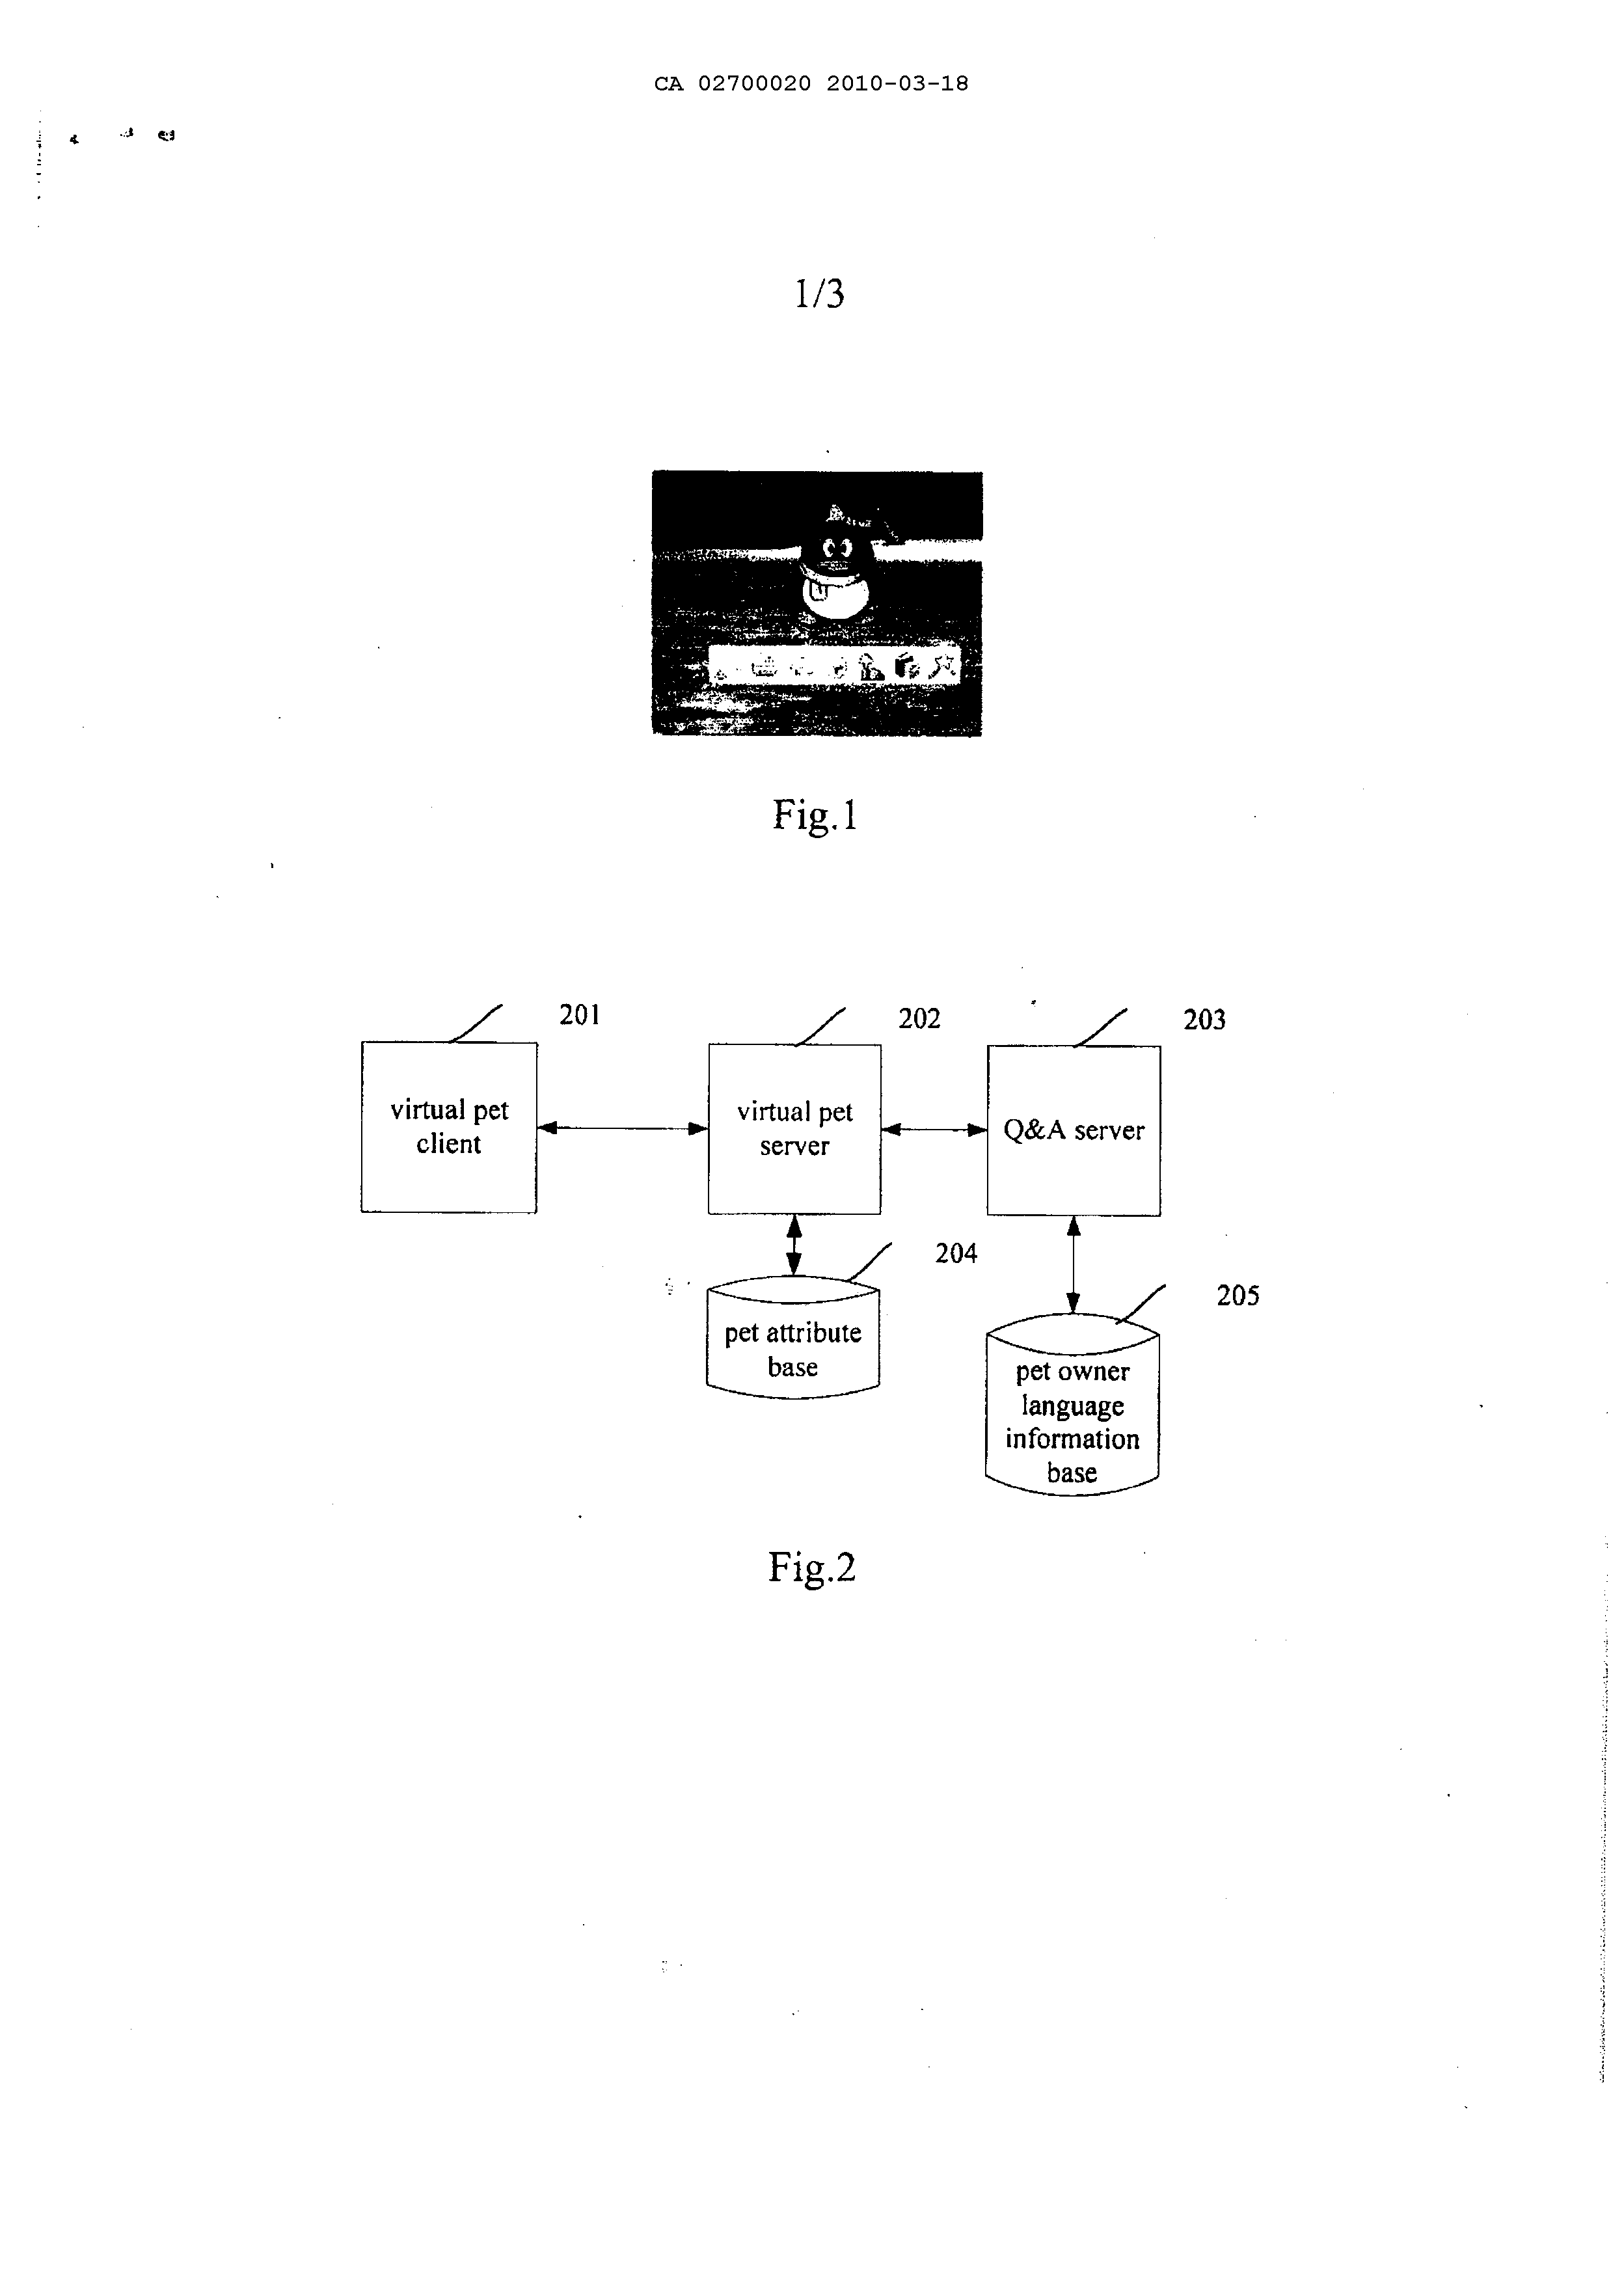 CA 02700020 2010-03-18
1/3
Fig.1
201
202
203
virtual pet
client
virtual pet
server
Q&A server
204
205
pet attribute
base
pet owner
language
information
base
Fig.2